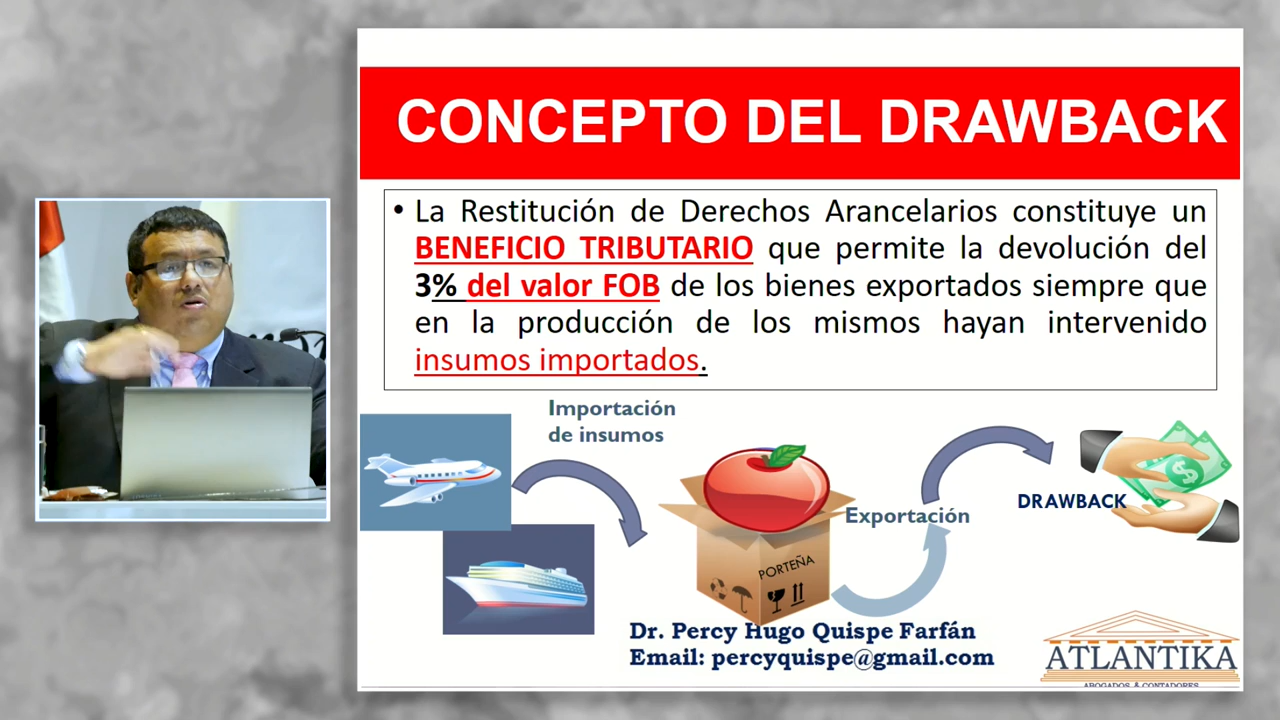 CONCEPTO DEL DRAWBACK
• La Restitución de Derechos Arancelarios constituye un
BENEFICIO TRIBUTARIO que permite la devolución del
3% del valor FOB de los bienes exportados siempre que
en la producción de los mismos hayan intervenido
insumos importados.
Importación
de insumos
PORTEÑA
Exportación
DRAWBACK
Dr. Percy Hugo Quispe Farfán
Email: percyquispe@gmail.com
ATLANTIKA
ABOGADOS & CONTADORES